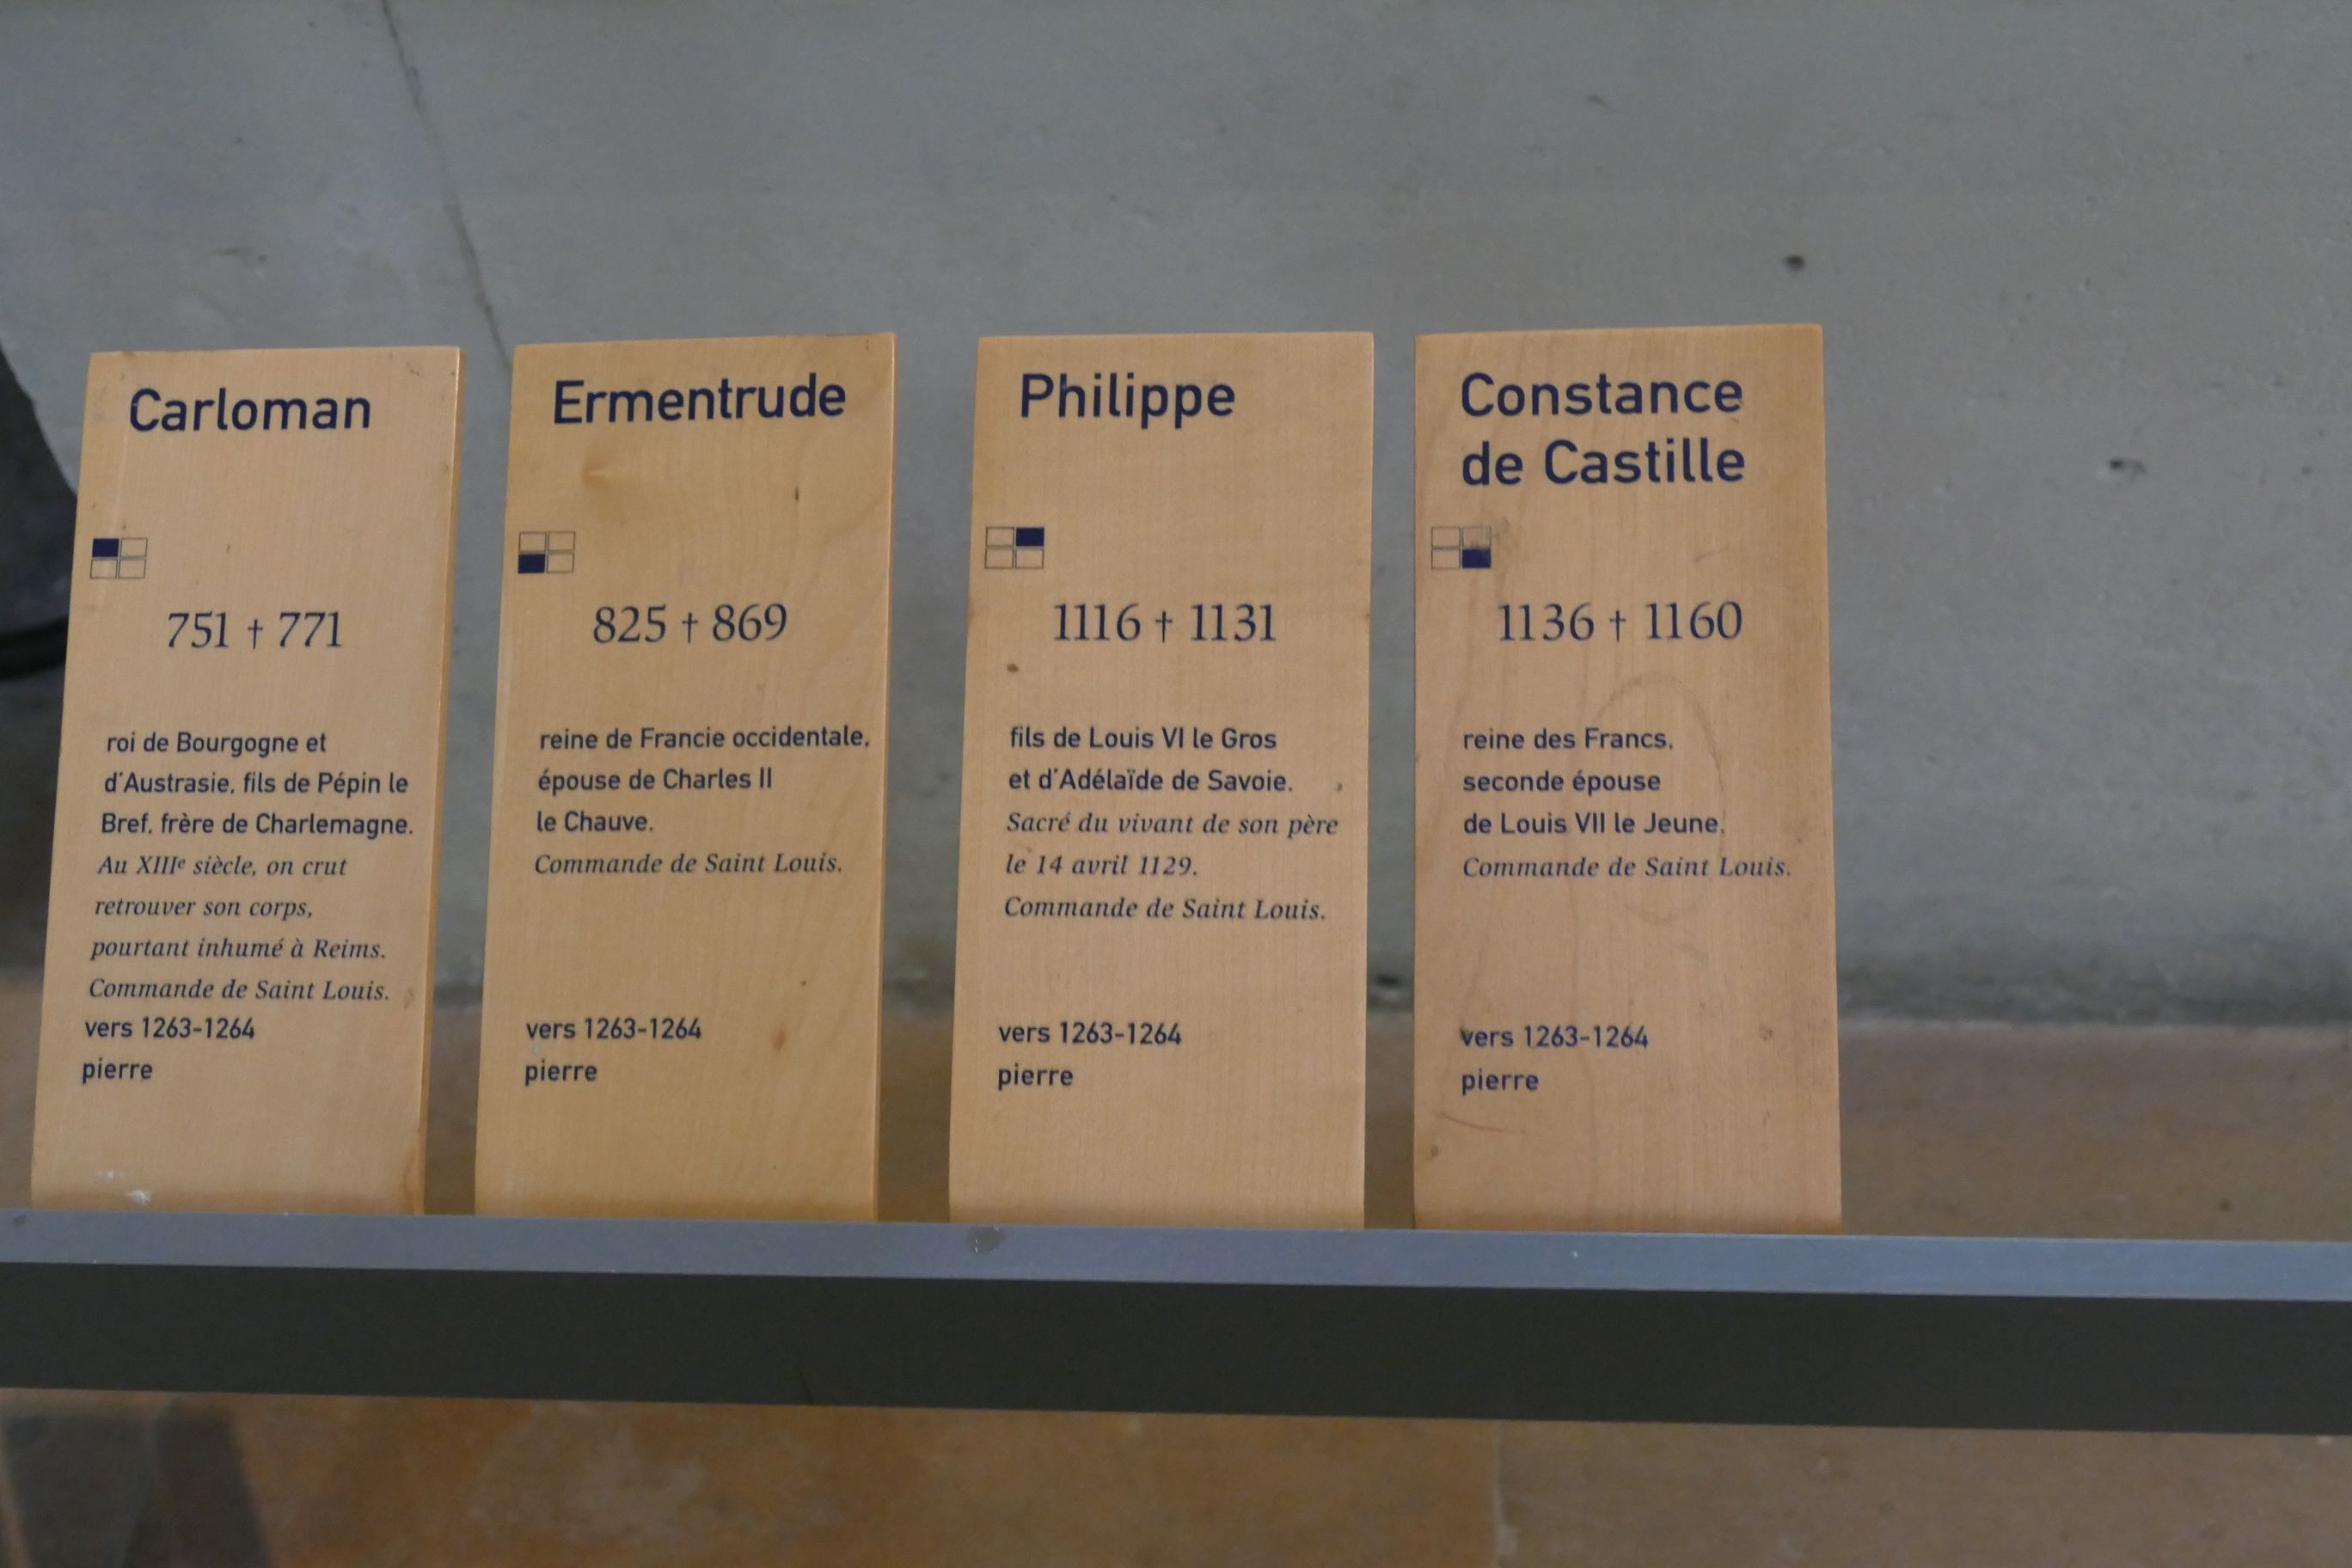 Carloman
751 † 771
roi de Bourgogne et
d'Austrasie, fils de Pépin le
Bref, frère de Charlemagne.
Au XIIIe siècle, on crut
retrouver son corps,
pourtant inhumé à Reims.
Commande de Saint Louis.
vers 1263-1264
pierre
Ermentrude
825 † 869
reine de Francie occidentale,
épouse de Charles II
le Chauve.
Commande de Saint Louis.
vers 1263-1264
pierre
Philippe
1116 † 1131
fils de Louis VI le Gros
et d'Adélaïde de Savoie.
Sacré du vivant de son père
le 14 avril 1129.
Commande de Saint Louis.
vers 1263-1264
pierre
Constance
de Castille
1136 † 1160
reine des Francs,
seconde épouse
de Louis VII le Jeune.
Commande de Saint Louis.
vers 1263-1264
pierre